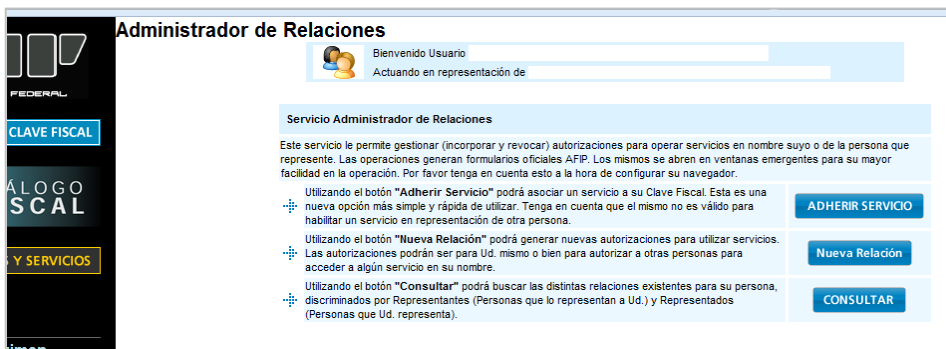 Administrador de Relaciones
Bienvenido Usuario
Actuando en representación de
FEDERAL
CLAVE FISCAL
ÁLOGO
SCAL
Y SERVICIOS
Servicio Administrador de Relaciones
Este servicio le permite gestionar (incorporar y revocar) autorizaciones para operar servicios en nombre suyo o de la persona que
represente. Las operaciones generan formularios oficiales AFIP. Los mismos se abren en ventanas emergentes para su mayor
facilidad en la operación. Por favor tenga en cuenta esto a la hora de configurar su navegador.
Utilizando el botón "Adherir Servicio" podrá asociar un servicio a su Clave Fiscal. Esta es una
nueva opción más simple y rápida de utilizar. Tenga en cuenta que el mismo no es válido para
habilitar un servicio en representación de otra persona.
ADHERIR SERVICIO
Utilizando el botón "Nueva Relación" podrá generar nuevas autorizaciones para utilizar servicios.
Las autorizaciones podrán ser para Ud. mismo o bien para autorizar a otras personas para
acceder a algún servicio en su nombre.
Nueva Relación
Utilizando el botón "Consultar" podrá buscar las distintas relaciones existentes para su persona,
discriminados por Representantes (Personas que lo representan a Ud.) y Representados
(Personas que Ud. representa).
CONSULTAR